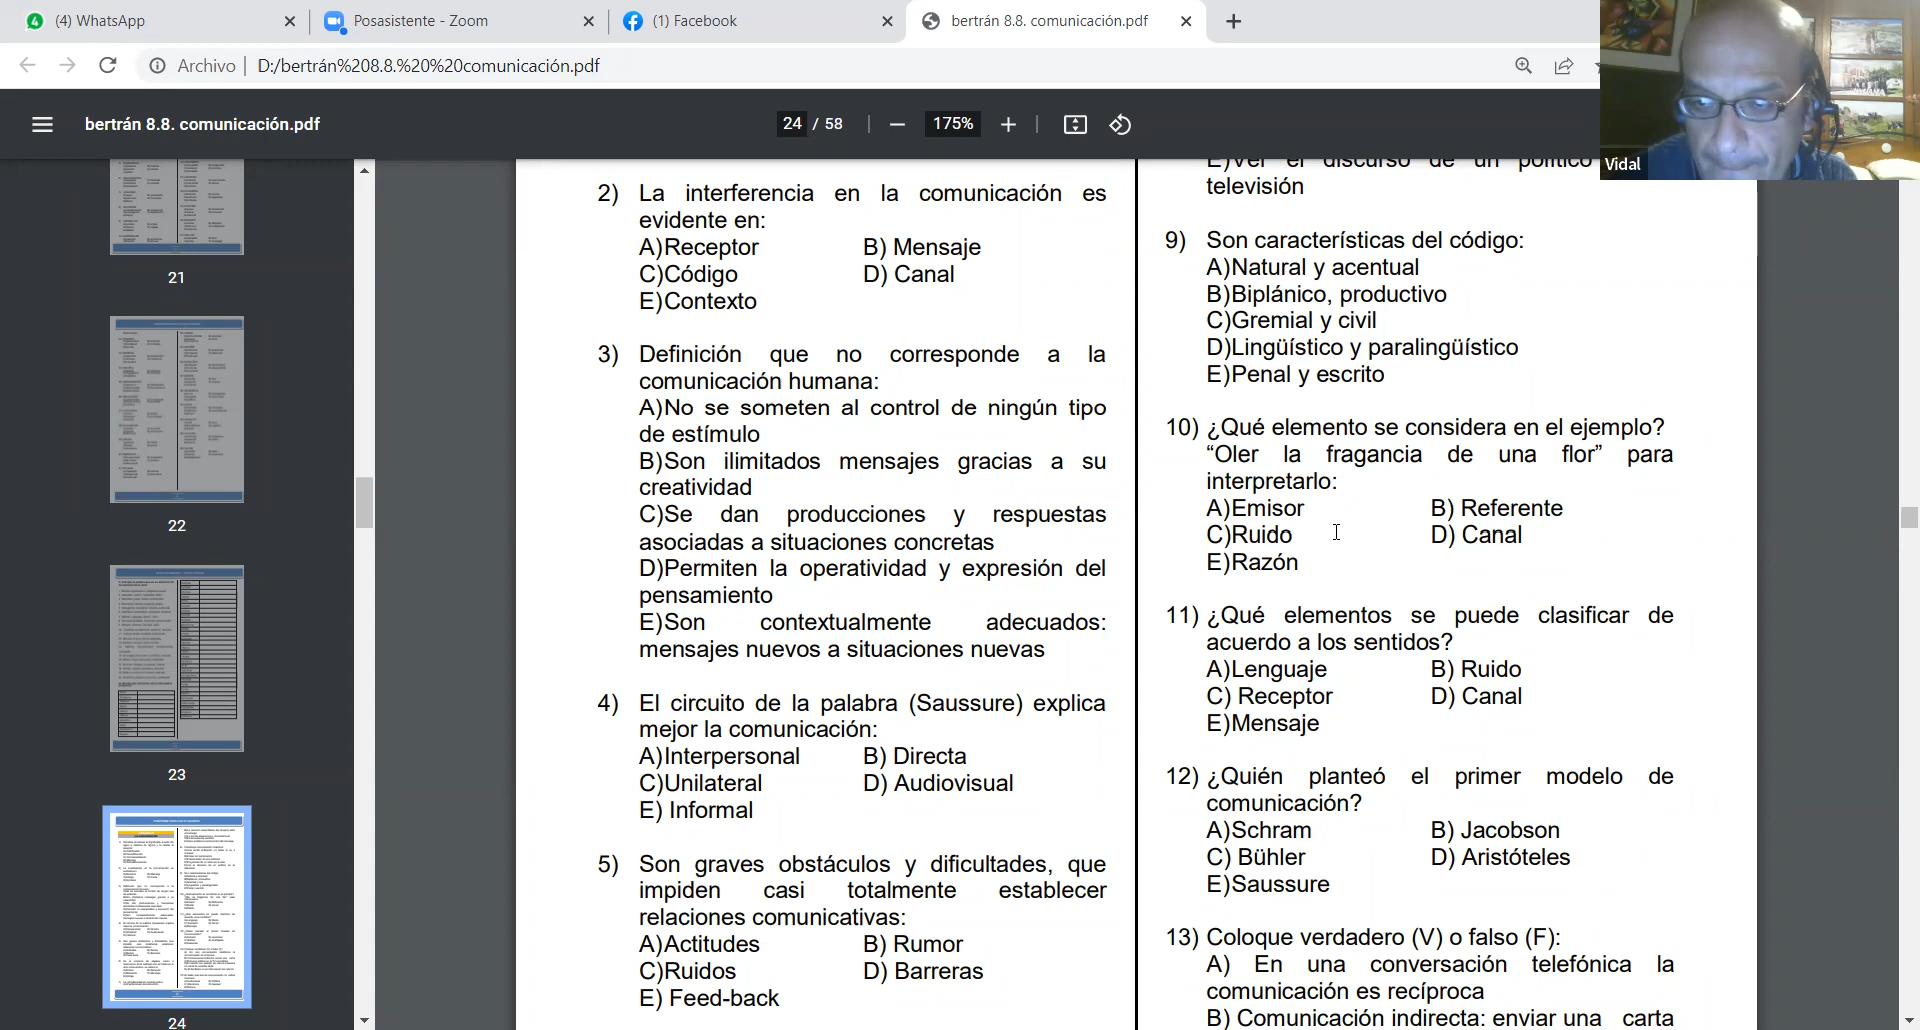 (4) WhatsApp
Posasistente - Zoom
(1) Facebook
bertrán 8.8. comunicación.pdf
Archivo
D:/bertrán%208.8.%20%20comunicación.pdf
bertrán 8.8. comunicación.pdf
24 / 58
175%
Vidal
21
22
23
24
2) La interferencia en la comunicación es
evidente en:
A)Receptor B) Mensaje
C)Código D) Canal
E)Contexto
3) Definición que no corresponde a la
comunicación humana:
A)No se someten al control de ningún tipo
de estímulo
B)Son ilimitados mensajes gracias a su
creatividad
C)Se dan producciones y respuestas
asociadas a situaciones concretas
D)Permiten la operatividad y expresión del
pensamiento
E)Son contextualmente adecuados:
mensajes nuevos a situaciones nuevas
4) El circuito de la palabra (Saussure) explica
mejor la comunicación:
A)Interpersonal B) Directa
C)Unilateral D) Audiovisual
E) Informal
5) Son graves obstáculos y dificultades, que
impiden casi totalmente establecer
relaciones comunicativas:
A)Actitudes B) Rumor
C)Ruidos D) Barreras
E) Feed-back
E)Ver el discurso de un político
televisión
9) Son características del código:
A)Natural y acentual
B)Biplánico, productivo
C)Gremial y civil
D)Lingüístico y paralingüístico
E)Penal y escrito
10) ¿Qué elemento se considera en el ejemplo?
“Oler la fragancia de una flor” para
interpretarlo:
A)Emisor B) Referente
C)Ruido D) Canal
E)Razón
11) ¿Qué elementos se puede clasificar de
acuerdo a los sentidos?
A)Lenguaje B) Ruido
C) Receptor D) Canal
E)Mensaje
12) ¿Quién planteó el primer modelo de
comunicación?
A)Schram B) Jacobson
C) Bühler D) Aristóteles
E)Saussure
13) Coloque verdadero (V) o falso (F):
A) En una conversación telefónica la
comunicación es recíproca
B) Comunicación indirecta: enviar una carta